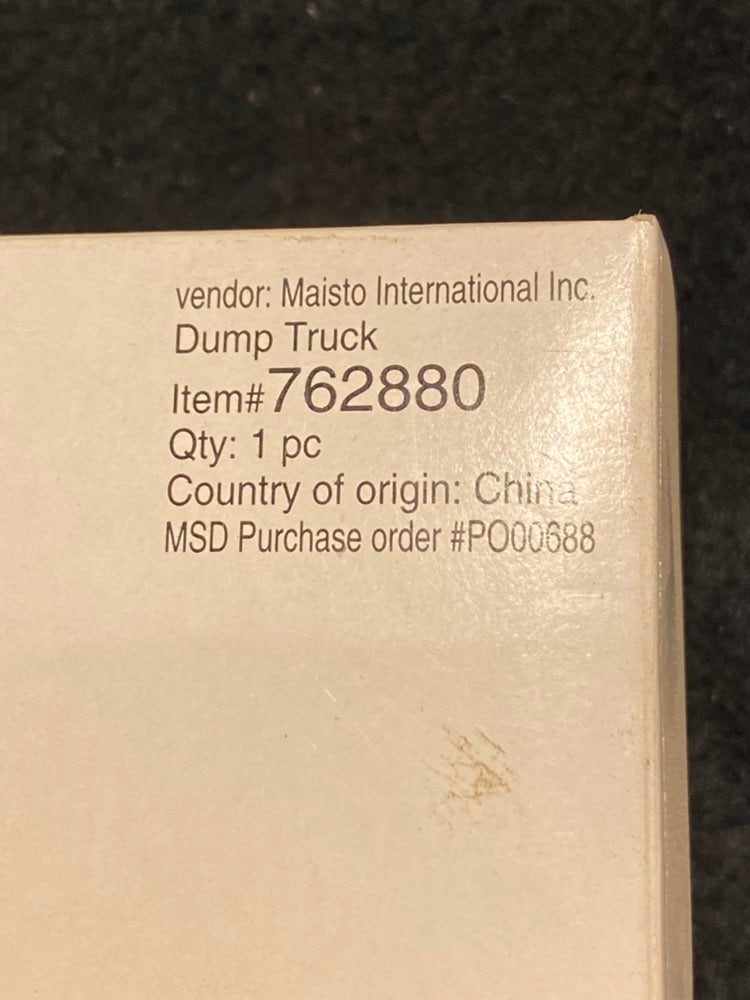 vendor: Maisto International Inc.
Dump Truck
Item#762880
Qty: 1 pc
Country of origin: China
MSD Purchase order #PO00688